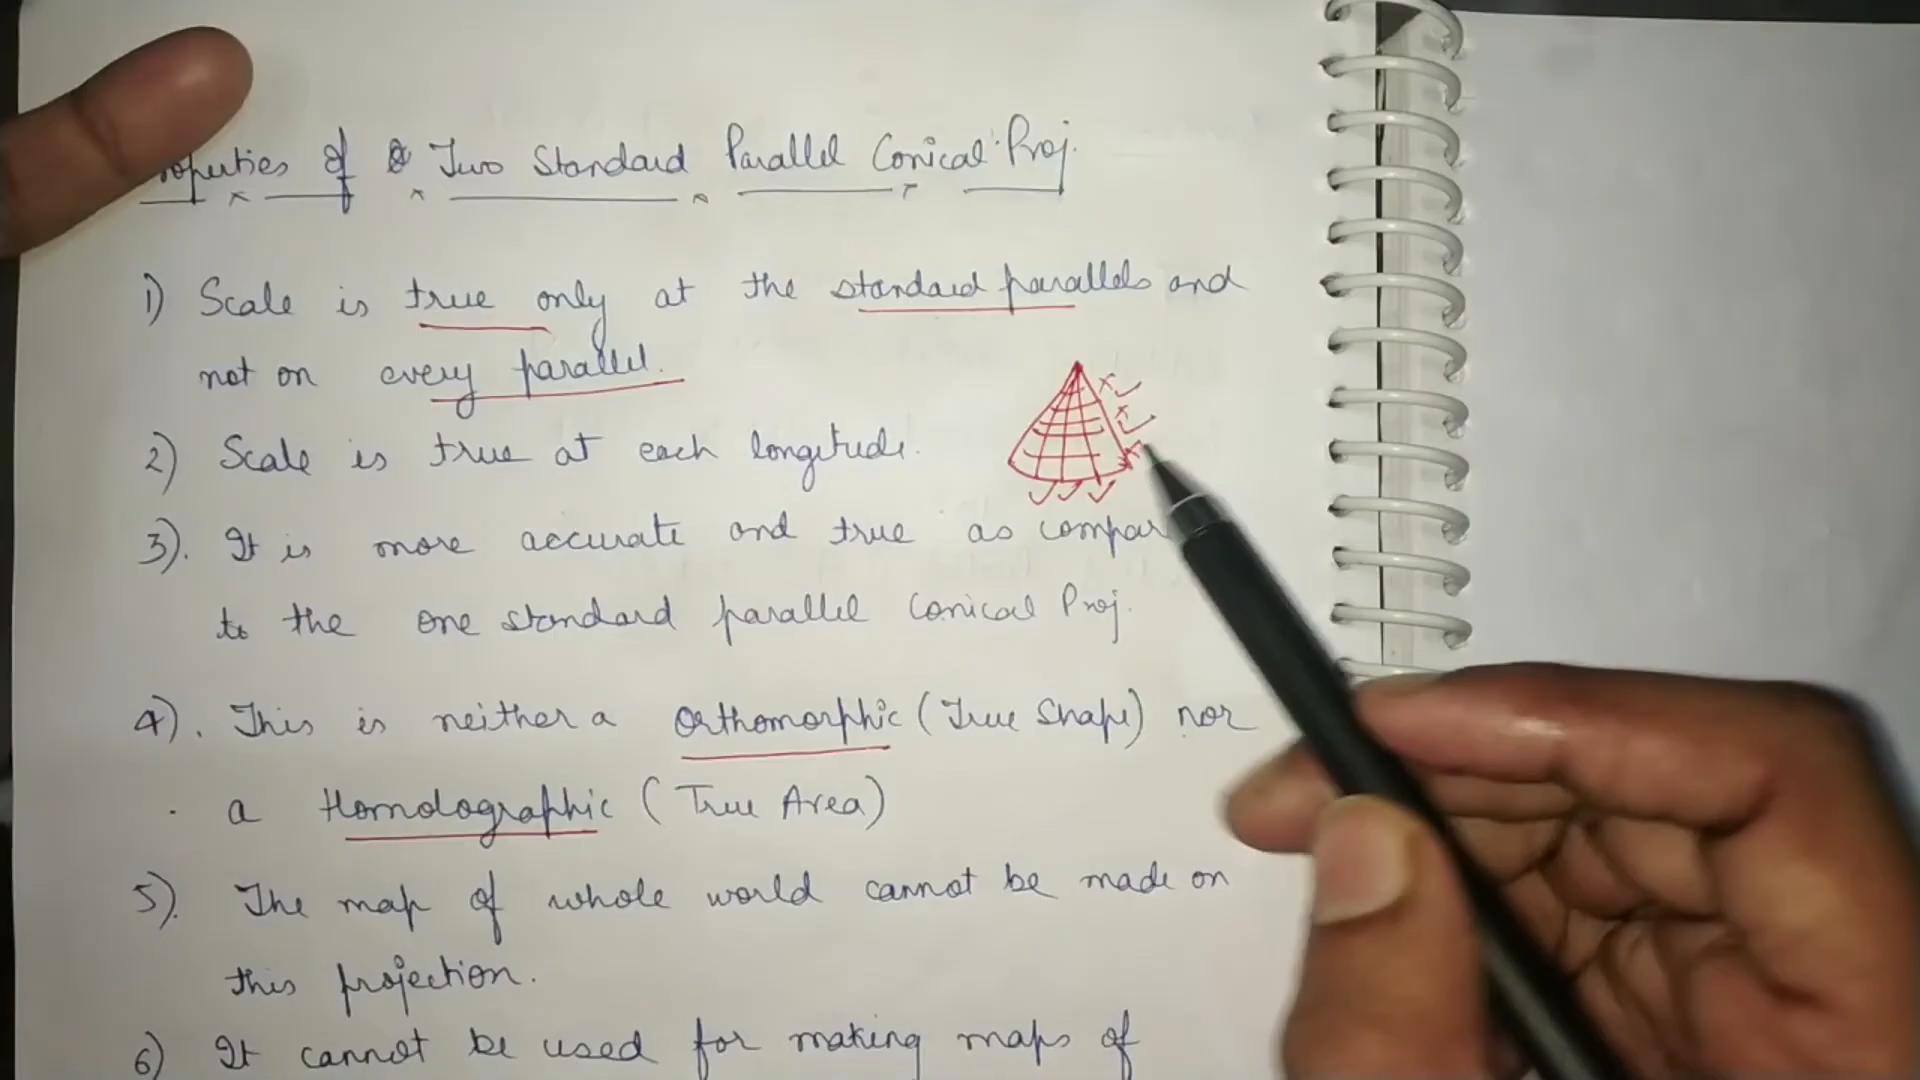 Properties of Two Standard Parallel Conical Proj.
1) Scale is true only at the standard parallels and
not on every parallel.
2) Scale is true at each longitude.
3). It is more accurate and true as compar
to the one standard parallel Conical Proj.
4). This is neither a Orthomorphic (True Shape) nor
a Homolographic (True Area)
5). The map of whole world cannot be made on
this projection.
6) It cannot be used for making maps of